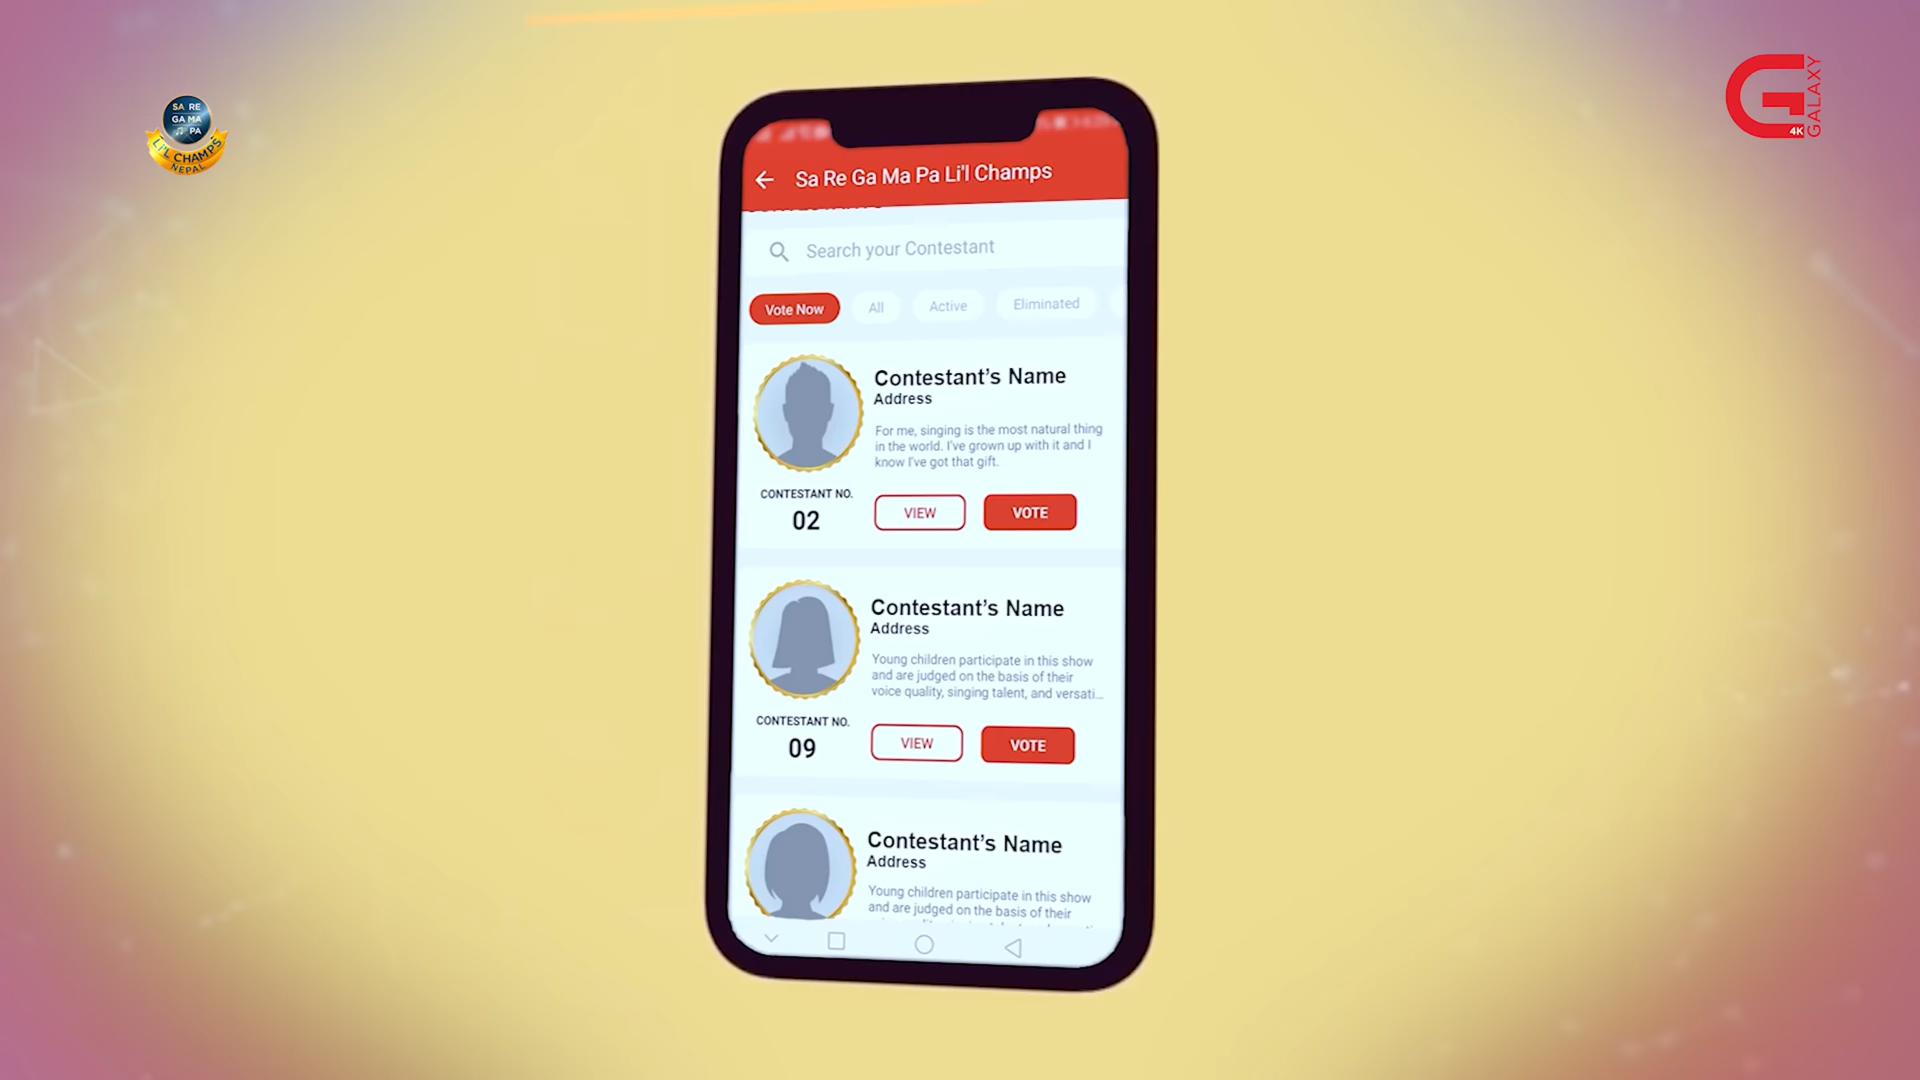 SA RE
GA MA
PA
LI'L CHAMPS
NEPAL
GALAXY
4K
Sa Re Ga Ma Pa Li'l Champs
Search your Contestant
Vote Now
All
Active
Eliminated
Contestant's Name
Address
For me, singing is the most natural thing
in the world. I've grown up with it and I
know I've got that gift.
CONTESTANT NO.
02
VIEW
VOTE
Contestant's Name
Address
Young children participate in this show
and are judged on the basis of their
voice quality, singing talent, and versati...
CONTESTANT NO.
09
VIEW
VOTE
Contestant's Name
Address
Young children participate in this show
and are judged on the basis of their